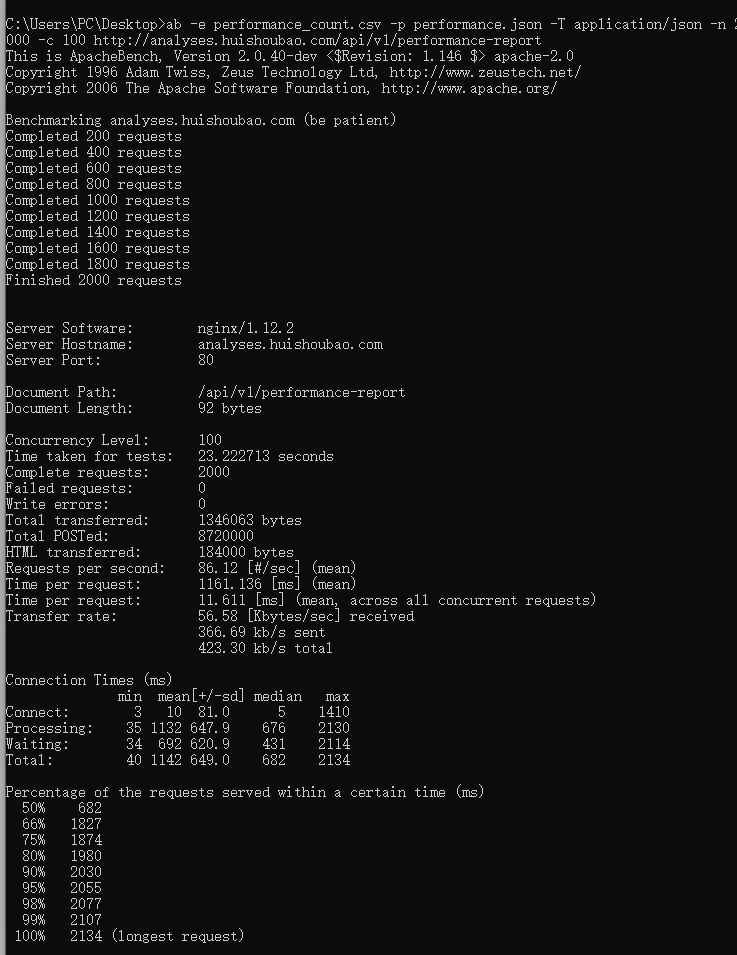 C:\Users\PC\Desktop>ab -e performance_count.csv -p performance.json -T application/json -n 2
000 -c 100 http://analyses.huishoubao.com/api/v1/performance-report
This is ApacheBench, Version 2.0.40-dev <$Revision: 1.146 $> apache-2.0
Copyright 1996 Adam Twiss, Zeus Technology Ltd, http://www.zeustech.net/
Copyright 2006 The Apache Software Foundation, http://www.apache.org/
Benchmarking analyses.huishoubao.com (be patient)
Completed 200 requests
Completed 400 requests
Completed 600 requests
Completed 800 requests
Completed 1000 requests
Completed 1200 requests
Completed 1400 requests
Completed 1600 requests
Completed 1800 requests
Finished 2000 requests
Server Software: nginx/1.12.2
Server Hostname: analyses.huishoubao.com
Server Port: 80
Document Path: /api/v1/performance-report
Document Length: 92 bytes
Concurrency Level: 100
Time taken for tests: 23.222713 seconds
Complete requests: 2000
Failed requests: 0
Write errors: 0
Total transferred: 1346063 bytes
Total POSTed: 8720000
HTML transferred: 184000 bytes
Requests per second: 86.12 [#/sec] (mean)
Time per request: 1161.136 [ms] (mean)
Time per request: 11.611 [ms] (mean, across all concurrent requests)
Transfer rate: 56.58 [Kbytes/sec] received
366.69 kb/s sent
423.30 kb/s total
Connection Times (ms)
min mean[+/-sd] median max
Connect: 3 10 81.0 5 1410
Processing: 35 1132 647.9 676 2130
Waiting: 34 692 620.9 431 2114
Total: 40 1142 649.0 682 2134
Percentage of the requests served within a certain time (ms)
50% 682
66% 1827
75% 1874
80% 1980
90% 2030
95% 2055
98% 2077
99% 2107
100% 2134 (longest request)